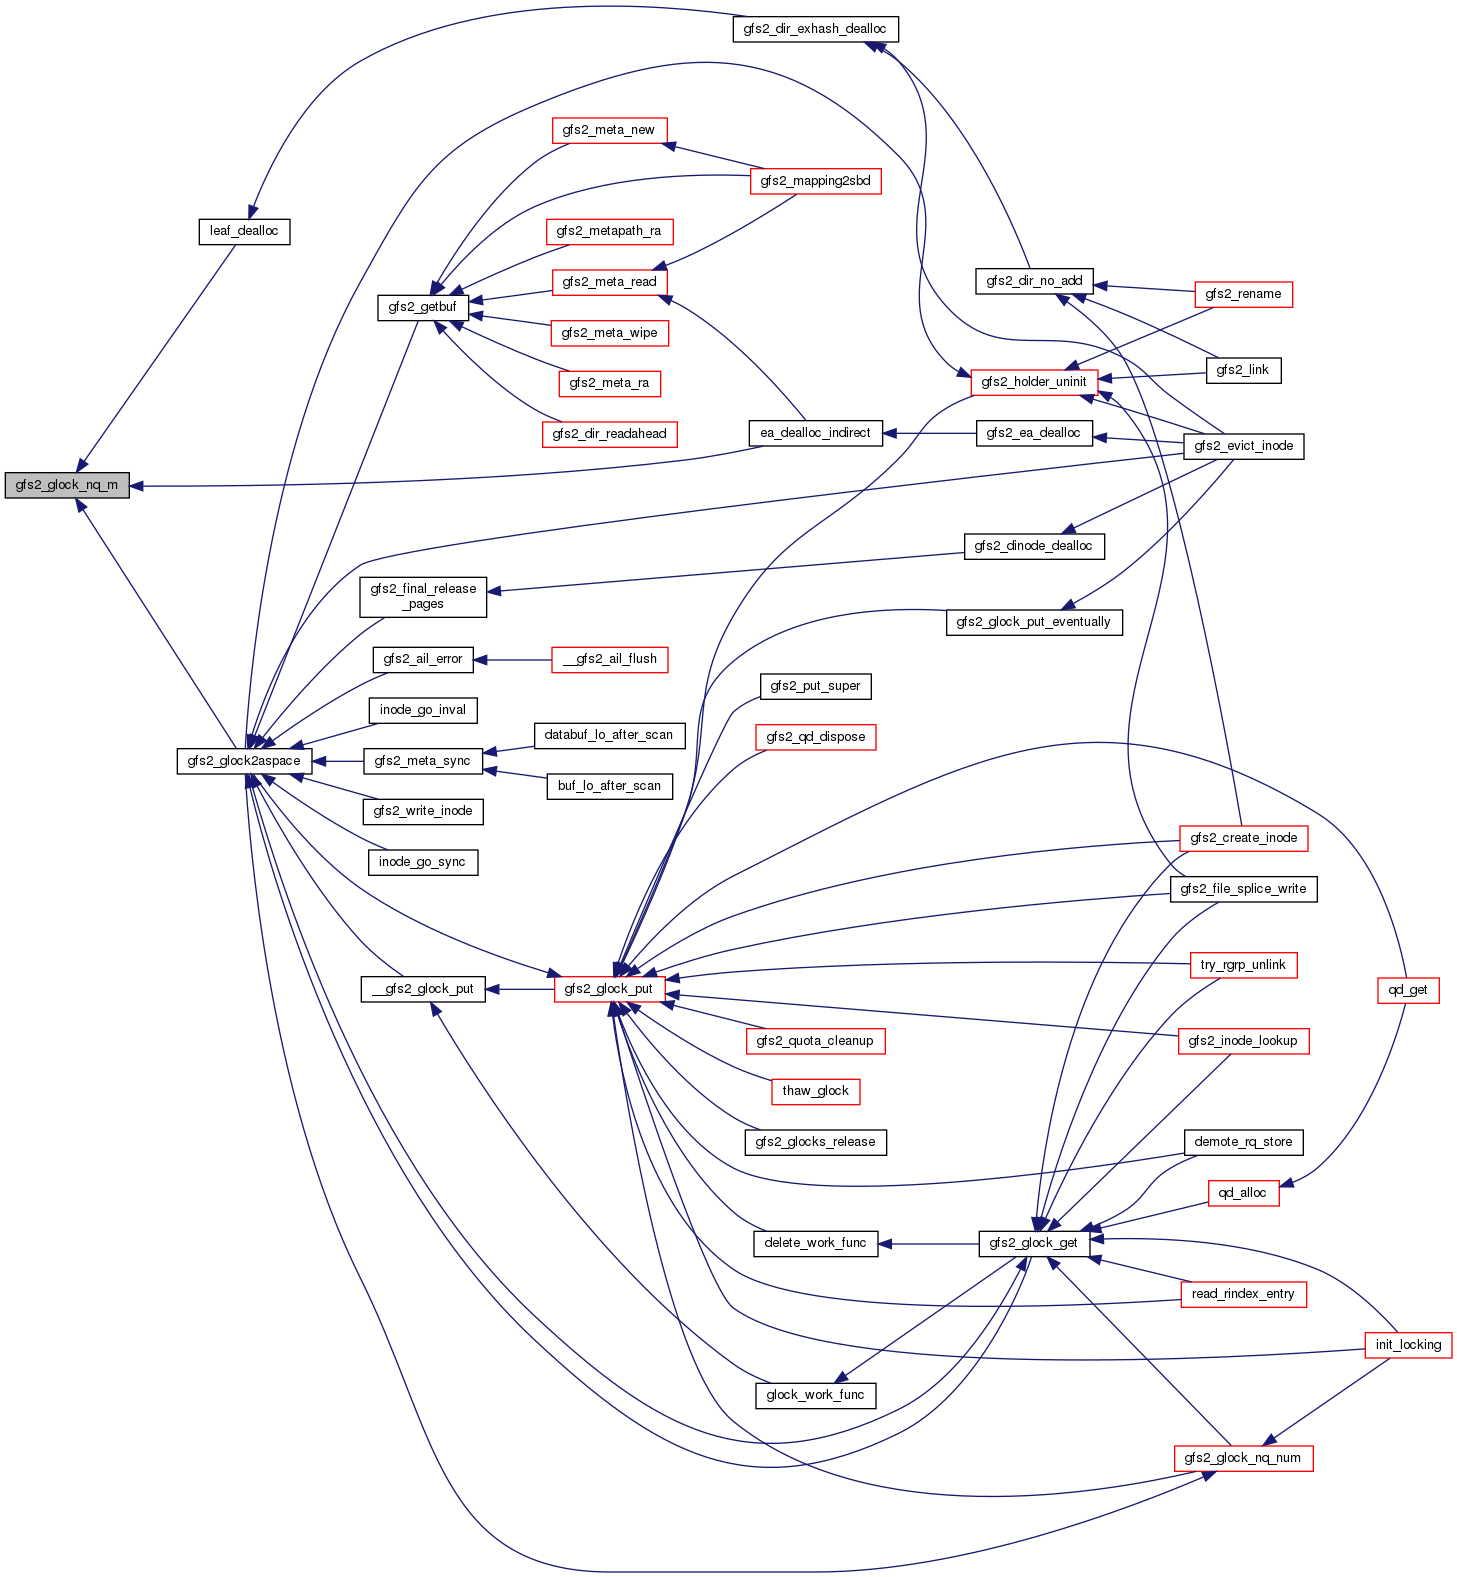 gfs2_dir_exhash_dealloc
gfs2_meta_new
gfs2_mapping2sbd
leaf_dealloc
gfs2_metapath_ra
gfs2_dir_no_add
gfs2_meta_read
gfs2_rename
gfs2_getbuf
gfs2_meta_wipe
gfs2_link
gfs2_meta_ra
gfs2_holder_uninit
gfs2_dir_readahead
ea_dealloc_indirect
gfs2_ea_dealloc
gfs2_evict_inode
gfs2_glock_nq_m
gfs2_dinode_dealloc
gfs2_final_release
_pages
gfs2_glock_put_eventually
gfs2_ail_error
__gfs2_ail_flush
gfs2_put_super
inode_go_inval
databuf_lo_after_scan
gfs2_qd_dispose
gfs2_glock2aspace
gfs2_meta_sync
buf_lo_after_scan
gfs2_write_inode
gfs2_create_inode
inode_go_sync
gfs2_file_splice_write
try_rgrp_unlink
__gfs2_glock_put
gfs2_glock_put
qd_get
gfs2_quota_cleanup
gfs2_inode_lookup
thaw_glock
gfs2_glocks_release
demote_rq_store
qd_alloc
delete_work_func
gfs2_glock_get
read_rindex_entry
init_locking
glock_work_func
gfs2_glock_nq_num